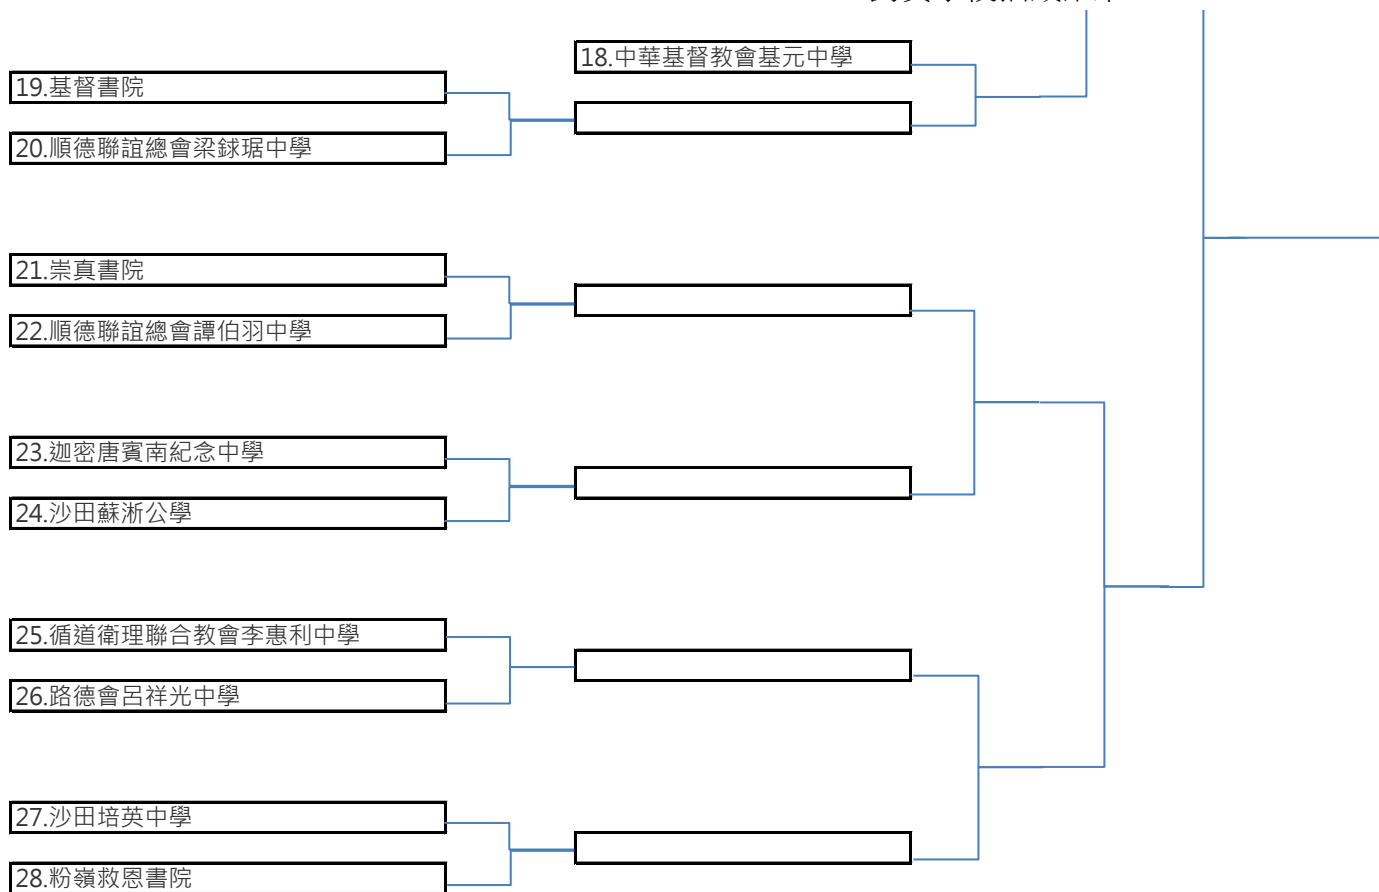 18.中華基督教會基元中學
19.基督書院
20.順德聯誼總會梁銶琚中學
21.崇真書院
22.順德聯誼總會譚伯羽中學
23.迦密唐賓南紀念中學
24.沙田蘇浙公學
25.循道衛理聯合教會李惠利中學
26.路德會呂祥光中學
27.沙田培英中學
28.粉嶺救恩書院